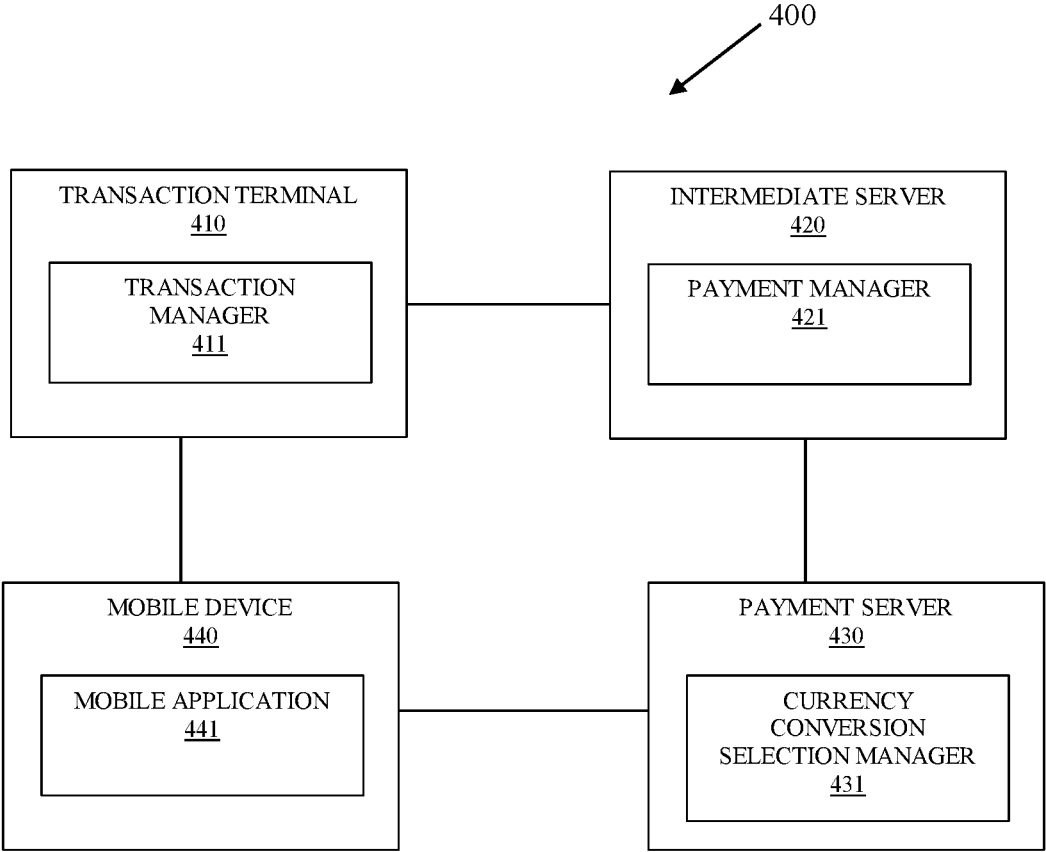 400
TRANSACTION TERMINAL
410
TRANSACTION
MANAGER
411
INTERMEDIATE SERVER
420
PAYMENT MANAGER
421
MOBILE DEVICE
440
MOBILE APPLICATION
441
PAYMENT SERVER
430
CURRENCY
CONVERSION
SELECTION MANAGER
431